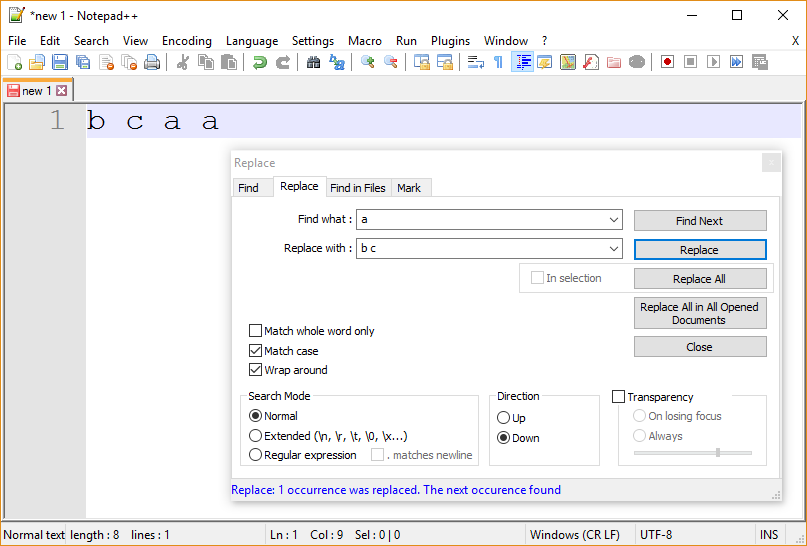 *new 1 - Notepad++
File Edit Search View Encoding Language Settings Macro Run Plugins Window ? X
new 1
1 b c a a
Replace
Find Replace Find in Files Mark
Find what : a Find Next
Replace with : b c Replace
In selection Replace All
Replace All in All Opened
Documents
Match whole word only
Match case Close
Wrap around
Search Mode Direction Transparency
Normal Up On losing focus
Extended (\n, \r, \t, \0, \x...) Down Always
Regular expression . matches newline
Replace: 1 occurrence was replaced. The next occurence found
Normal text length : 8 lines : 1 Ln : 1 Col : 9 Sel : 0 | 0 Windows (CR LF) UTF-8 INS